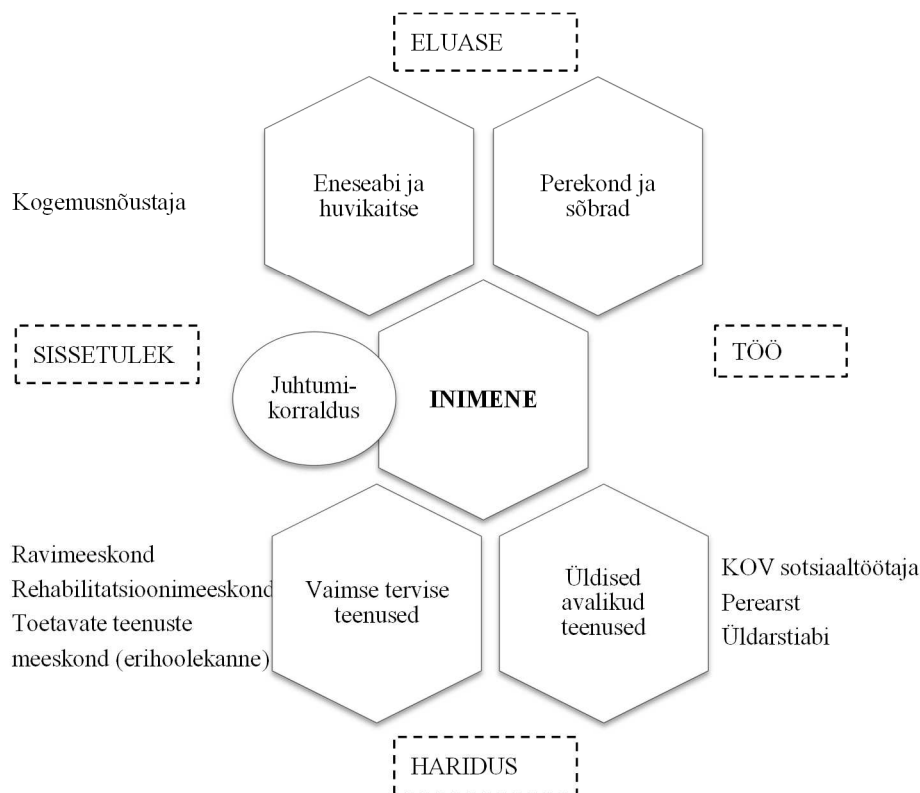 ELUASE
Eneseabi ja
huvikaitse
Perekond ja
sõbrad
Kogemusnõustaja
SISSETULEK
Juhtumi-
korraldus
INIMENE
TÖÖ
Ravimeeskond
Rehabilitatsioonimeeskond
Toetavate teenuste
meeskond (erihoolekanne)
Vaimse tervise
teenused
Üldised
avalikud
teenused
KOV sotsiaaltöötaja
Perearst
Üldarstiabi
HARIDUS